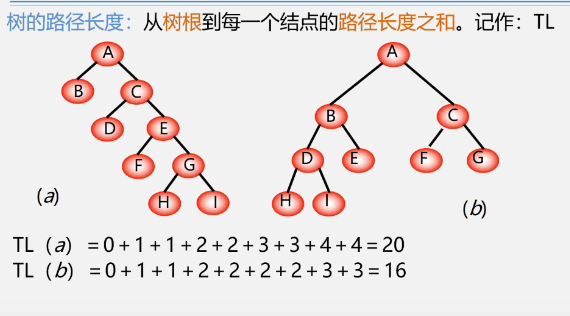 树的路径长度：从树根到每一个结点的路径长度之和。记作：TL
A
B
C
D
E
F
G
H
I
(a)
A
B
C
D
E
F
G
H
I
(b)
TL（a）=0+1+1+2+2+3+3+4+4=20
TL（b）=0+1+1+2+2+2+2+3+3=16